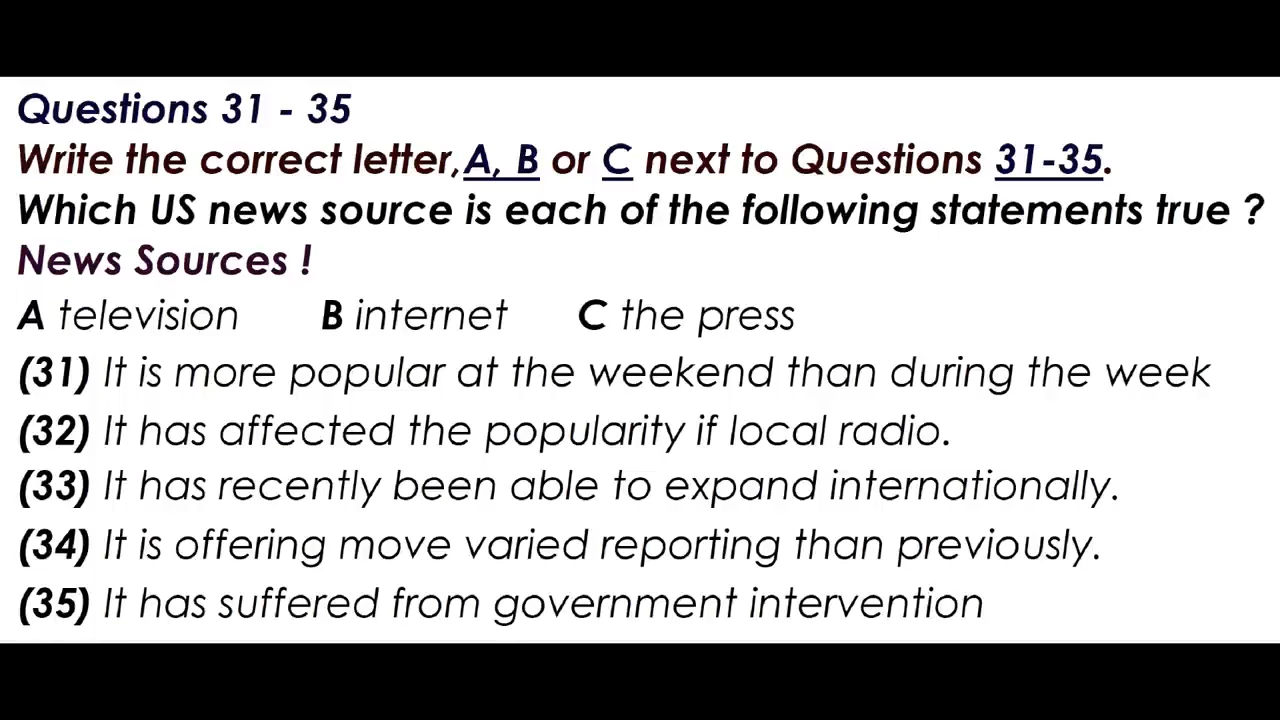 Questions 31 - 35
Write the correct letter,A, B or C next to Questions 31-35.
Which US news source is each of the following statements true ?
News Sources !
A television B internet C the press
(31) It is more popular at the weekend than during the week
(32) It has affected the popularity if local radio.
(33) It has recently been able to expand internationally.
(34) It is offering move varied reporting than previously.
(35) It has suffered from government intervention